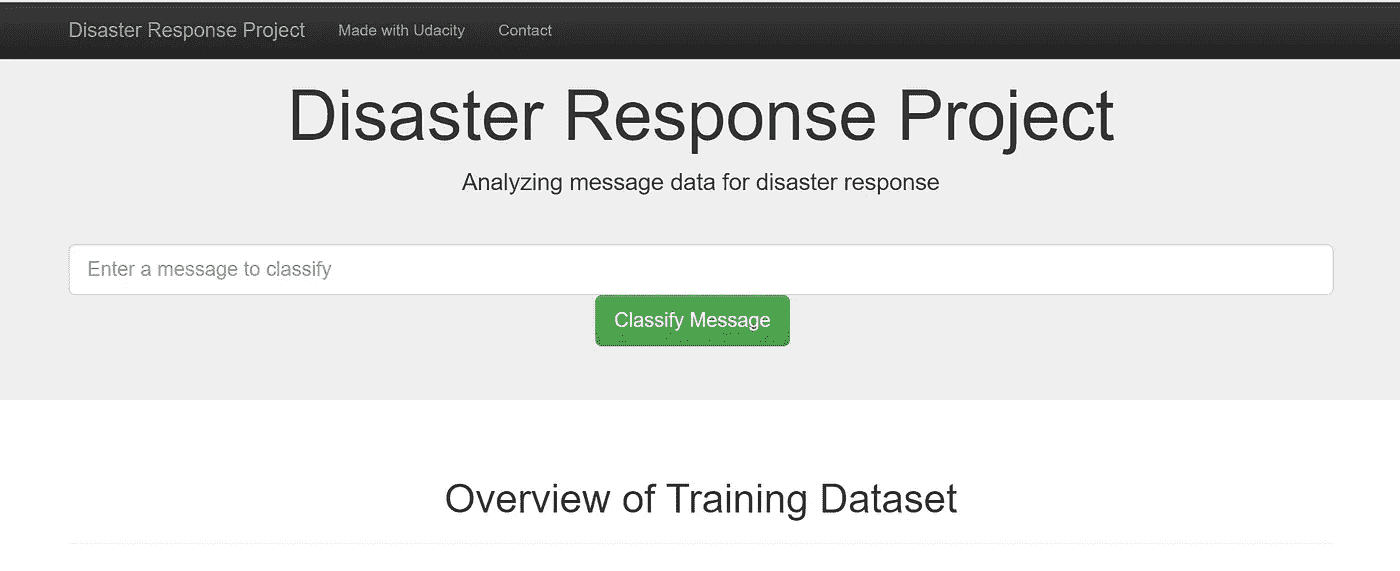 Disaster Response Project Made with Udacity Contact
Disaster Response Project
Analyzing message data for disaster response
Enter a message to classify
Classify Message
Overview of Training Dataset